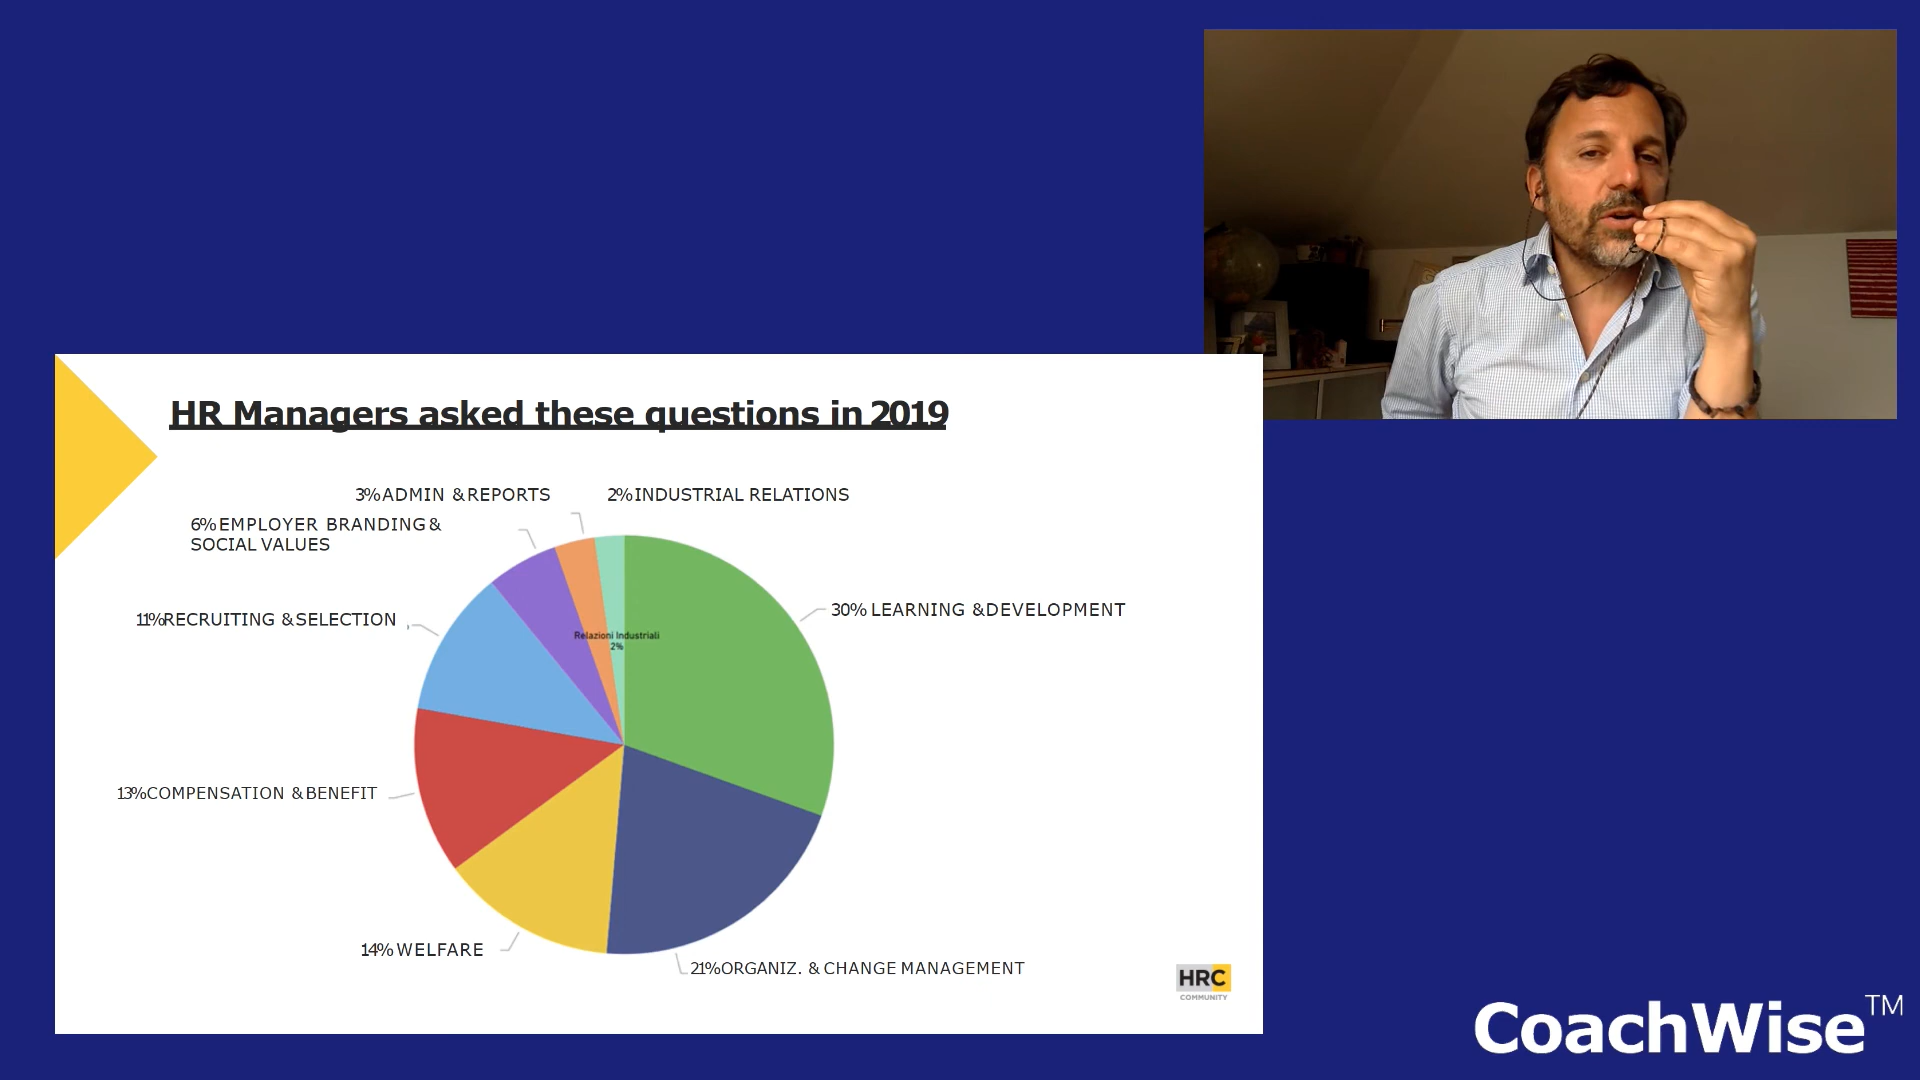 HR Managers asked these questions in 2019
3% ADMIN & REPORTS
2% INDUSTRIAL RELATIONS
6% EMPLOYER BRANDING &
SOCIAL VALUES
30% LEARNING & DEVELOPMENT
11% RECRUITING & SELECTION
Relazioni Industriali
2%
13% COMPENSATION & BENEFIT
14% WELFARE
21% ORGANIZ. & CHANGE MANAGEMENT
HRC
COMMUNITY
CoachWise™